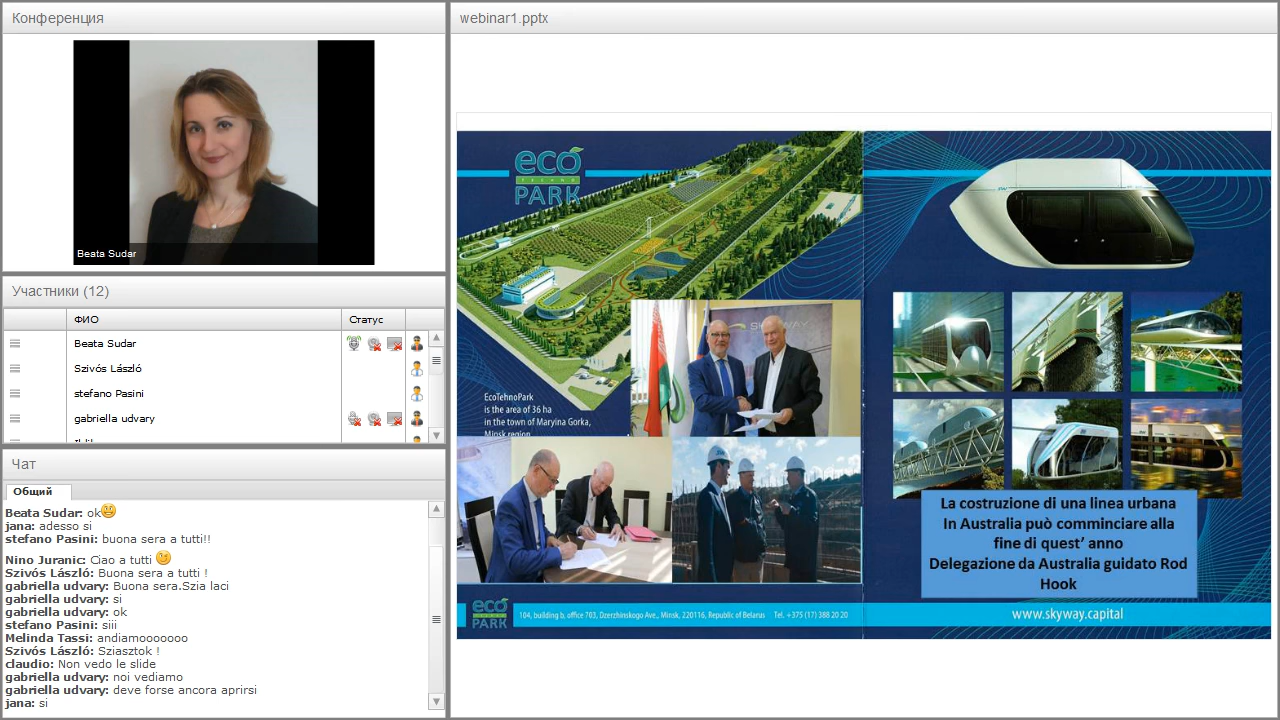 Конференция
Beata Sudar
Участники (12)
ФИО
Статус
Beata Sudar
Szivós László
stefano Pasini
gabriella udvary
Чат
Общий
Beata Sudar: ok
jana: adesso si
stefano Pasini: buona sera a tutti!!
Nino Juranic: Ciao a tutti
Szivós László: Buona sera a tutti !
gabriella udvary: Buona sera.Szia laci
gabriella udvary: si
gabriella udvary: ok
stefano Pasini: siiii
Melinda Tassi: andiamooooooo
Szivós László: Sziasztok !
claudio: Non vedo le slide
gabriella udvary: noi vediamo
gabriella udvary: deve forse ancora aprirsi
jana: si
webinar1.pptx
eco
TECHNO
PARK
EcoTehnoPark
is the area of 36 ha
in the town of Maryina Gorka,
Minsk region
SKYWAY
eco
PARK
104, building b, office 703, Dzerzhinskogo Ave., Minsk, 220116, Republic of Belarus Tel. +375 (17) 388 20 20
La costruzione di una linea urbana
In Australia può comminciare alla
fine di quest’ anno
Delegazione da Australia guidato Rod
Hook
www.skyway.capital